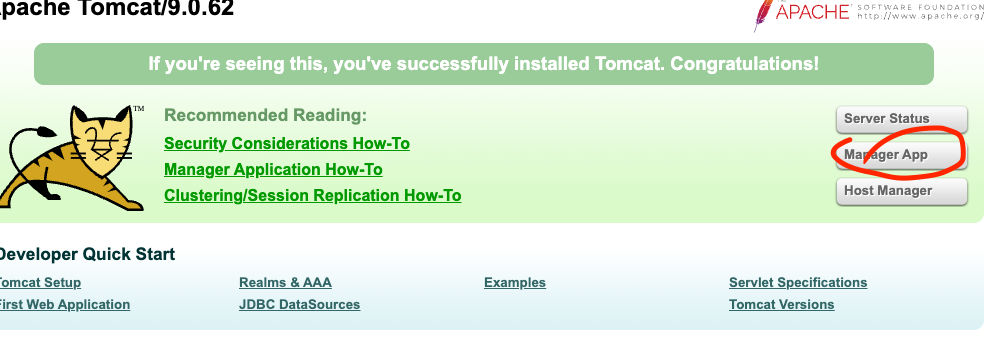 Apache Tomcat/9.0.62
APACHE SOFTWARE FOUNDATION
http://www.apache.org/
If you're seeing this, you've successfully installed Tomcat. Congratulations!
TM
Recommended Reading:
Security Considerations How-To
Manager Application How-To
Clustering/Session Replication How-To
Server Status
Manager App
Host Manager
Developer Quick Start
Tomcat Setup
First Web Application
Realms & AAA
JDBC DataSources
Examples
Servlet Specifications
Tomcat Versions